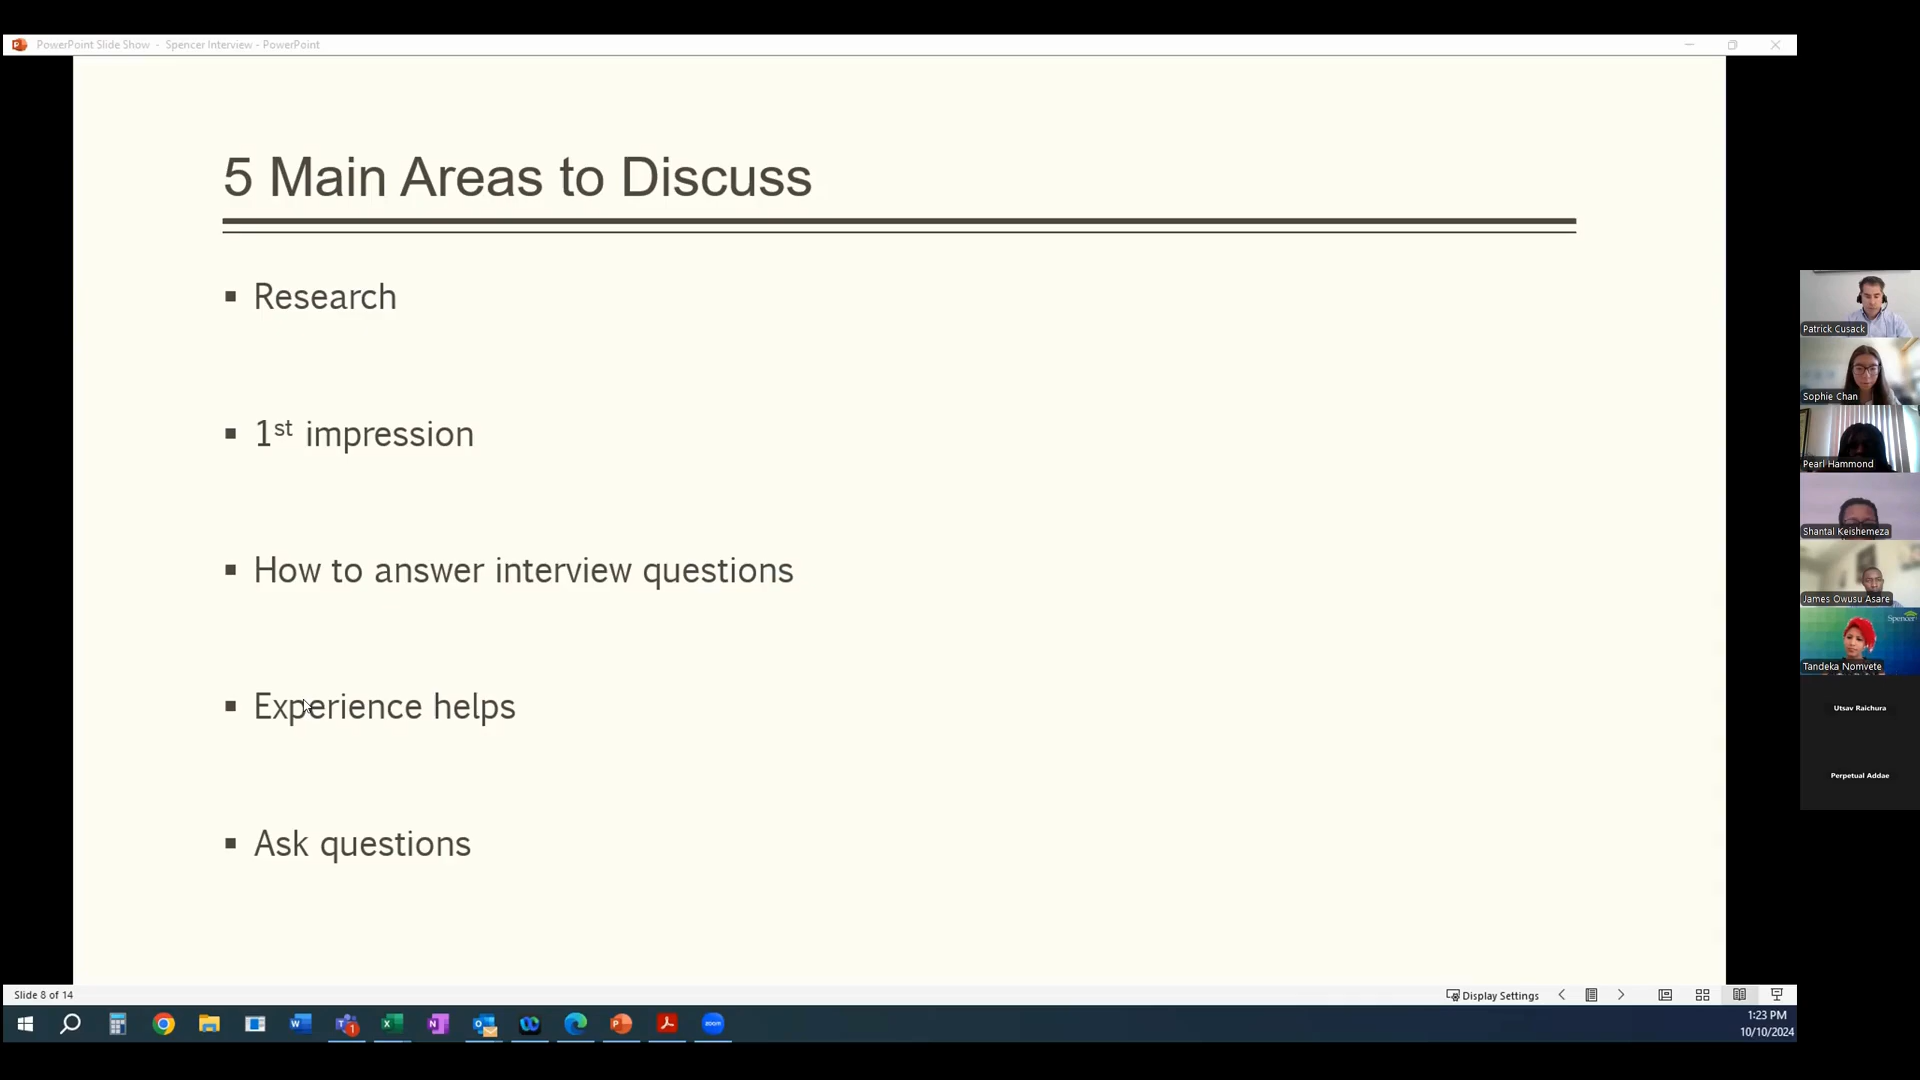 PowerPoint Slide Show - Spencer Interview - PowerPoint
5 Main Areas to Discuss
▪ Research
▪ 1st impression
▪ How to answer interview questions
▪ Experience helps
▪ Ask questions
Patrick Cusack
Sophie Chan
Pearl Hammond
Shantal Keishemeza
James Owusu Asare
Spencer
Tandeka Nomvete
Utsav Raichura
Perpetual Addae
Slide 8 of 14
Display Settings
zoom
1:23 PM
10/10/2024